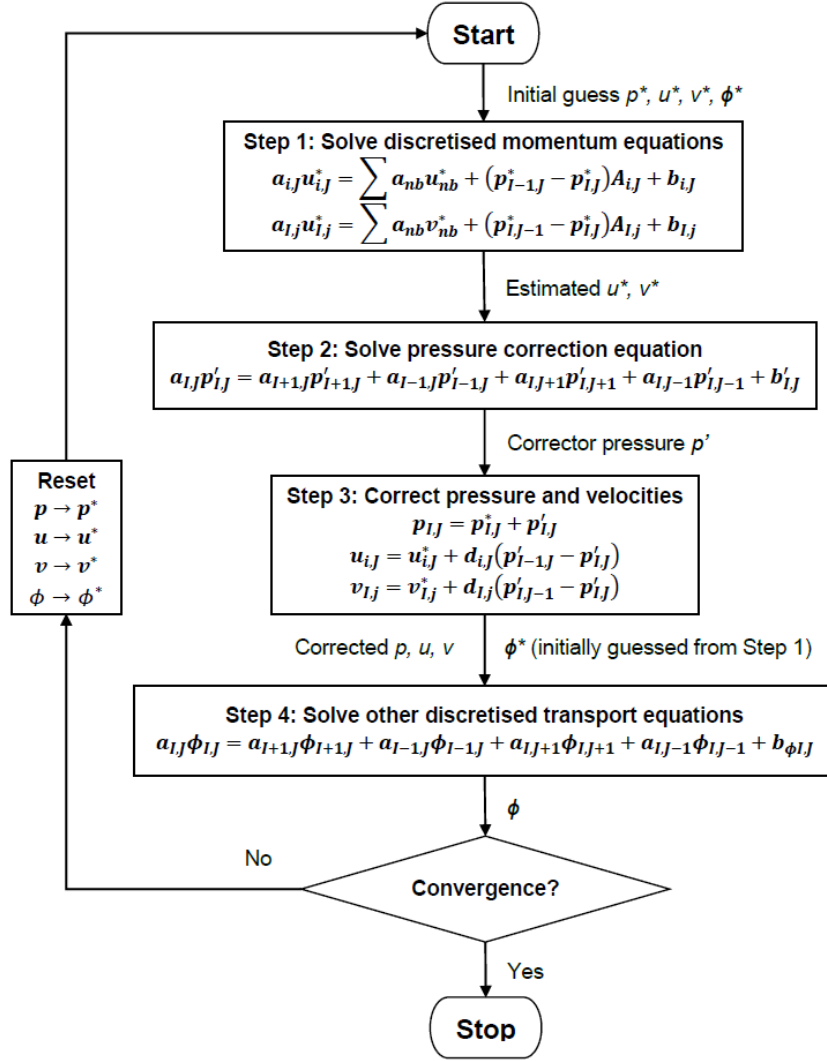 Start
Initial guess p*, u*, v*, ϕ*
Step 1: Solve discretised momentum equations
a_{i,J}u*_{i,J} = ∑ a_{nb}u*_{nb} + (p*_{I−1,J} − p*_{I,J})A_{i,J} + b_{i,J}
a_{I,j}u*_{I,j} = ∑ a_{nb}v*_{nb} + (p*_{I,J−1} − p*_{I,J})A_{I,j} + b_{I,j}
Estimated u*, v*
Step 2: Solve pressure correction equation
a_{I,J}p′_{I,J} = a_{I+1,J}p′_{I+1,J} + a_{I−1,J}p′_{I−1,J} + a_{I,J+1}p′_{I,J+1} + a_{I,J−1}p′_{I,J−1} + b′_{I,J}
Corrector pressure p'
Step 3: Correct pressure and velocities
p_{I,J} = p*_{I,J} + p′_{I,J}
u_{i,J} = u*_{i,J} + d_{i,J}(p′_{I−1,J} − p′_{I,J})
v_{I,j} = v*_{I,j} + d_{I,j}(p′_{I,J−1} − p′_{I,J})
Reset
p → p*
u → u*
v → v*
ϕ → ϕ*
Corrected p, u, v
ϕ* (initially guessed from Step 1)
Step 4: Solve other discretised transport equations
a_{I,J}ϕ_{I,J} = a_{I+1,J}ϕ_{I+1,J} + a_{I−1,J}ϕ_{I−1,J} + a_{I,J+1}ϕ_{I,J+1} + a_{I,J−1}ϕ_{I,J−1} + b_{ϕI,J}
ϕ
No
Convergence?
Yes
Stop